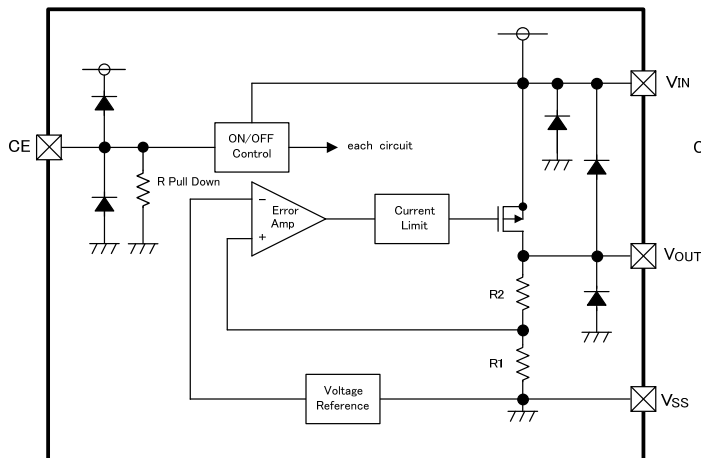 VIN
CE
ON/OFF
Control
each circuit
C
R Pull Down
−
Error
Amp
+
Current
Limit
VOUT
R2
R1
Voltage
Reference
VSS